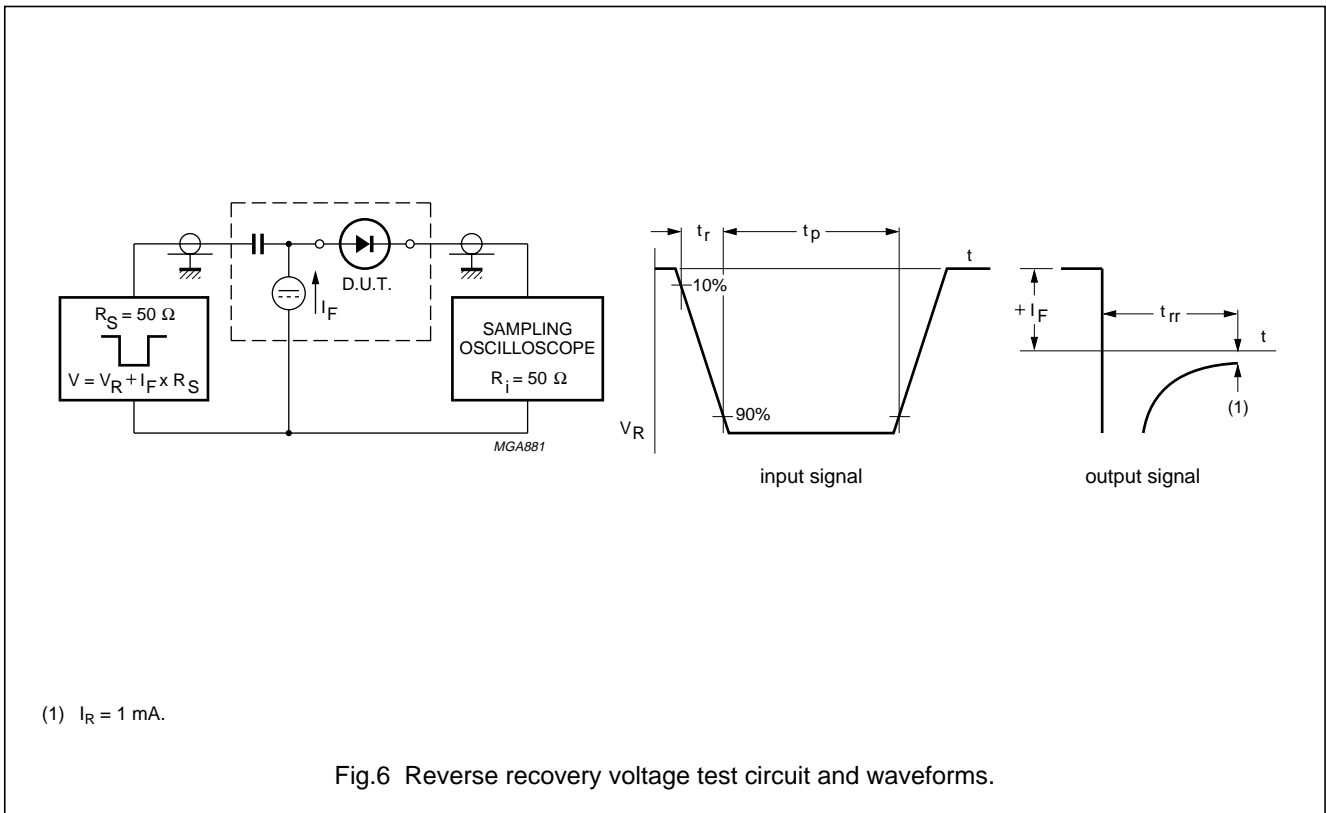 R_S = 50 Ω
V = V_R + I_F x R_S
I_F
D.U.T.
SAMPLING
OSCILLOSCOPE
R_i = 50 Ω
MGA881
t_r
t_p
t
10%
90%
V_R
input signal
+ I_F
t_rr
t
(1)
output signal
(1) I_R = 1 mA.
Fig.6 Reverse recovery voltage test circuit and waveforms.